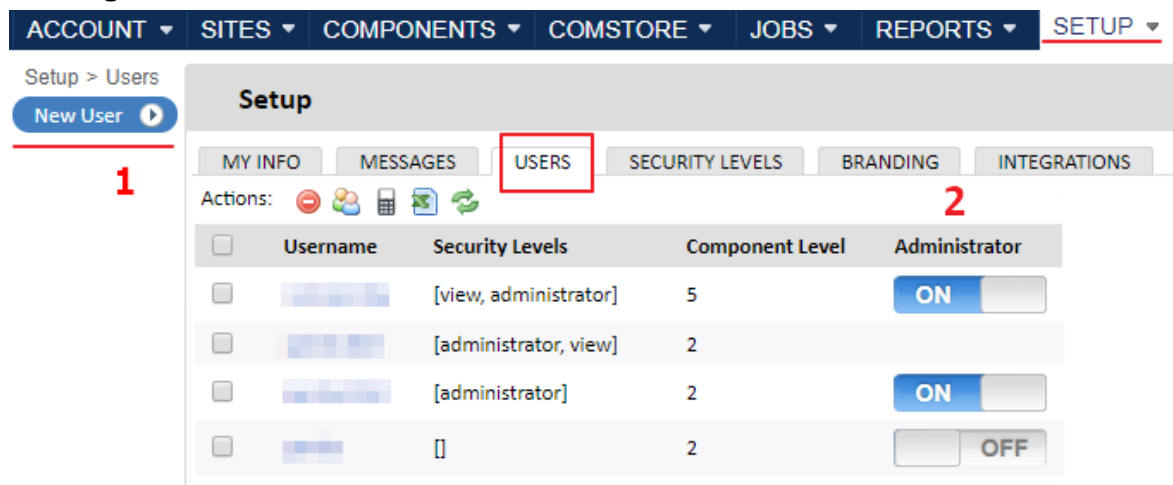 ACCOUNT SITES COMPONENTS COMSTORE JOBS REPORTS SETUP
Setup > Users
New User
Setup
1
MY INFO MESSAGES USERS SECURITY LEVELS BRANDING INTEGRATIONS
Actions:
2
Username Security Levels Component Level Administrator
[view, administrator] 5 ON
[administrator, view] 2
[administrator] 2 ON
[] 2 OFF